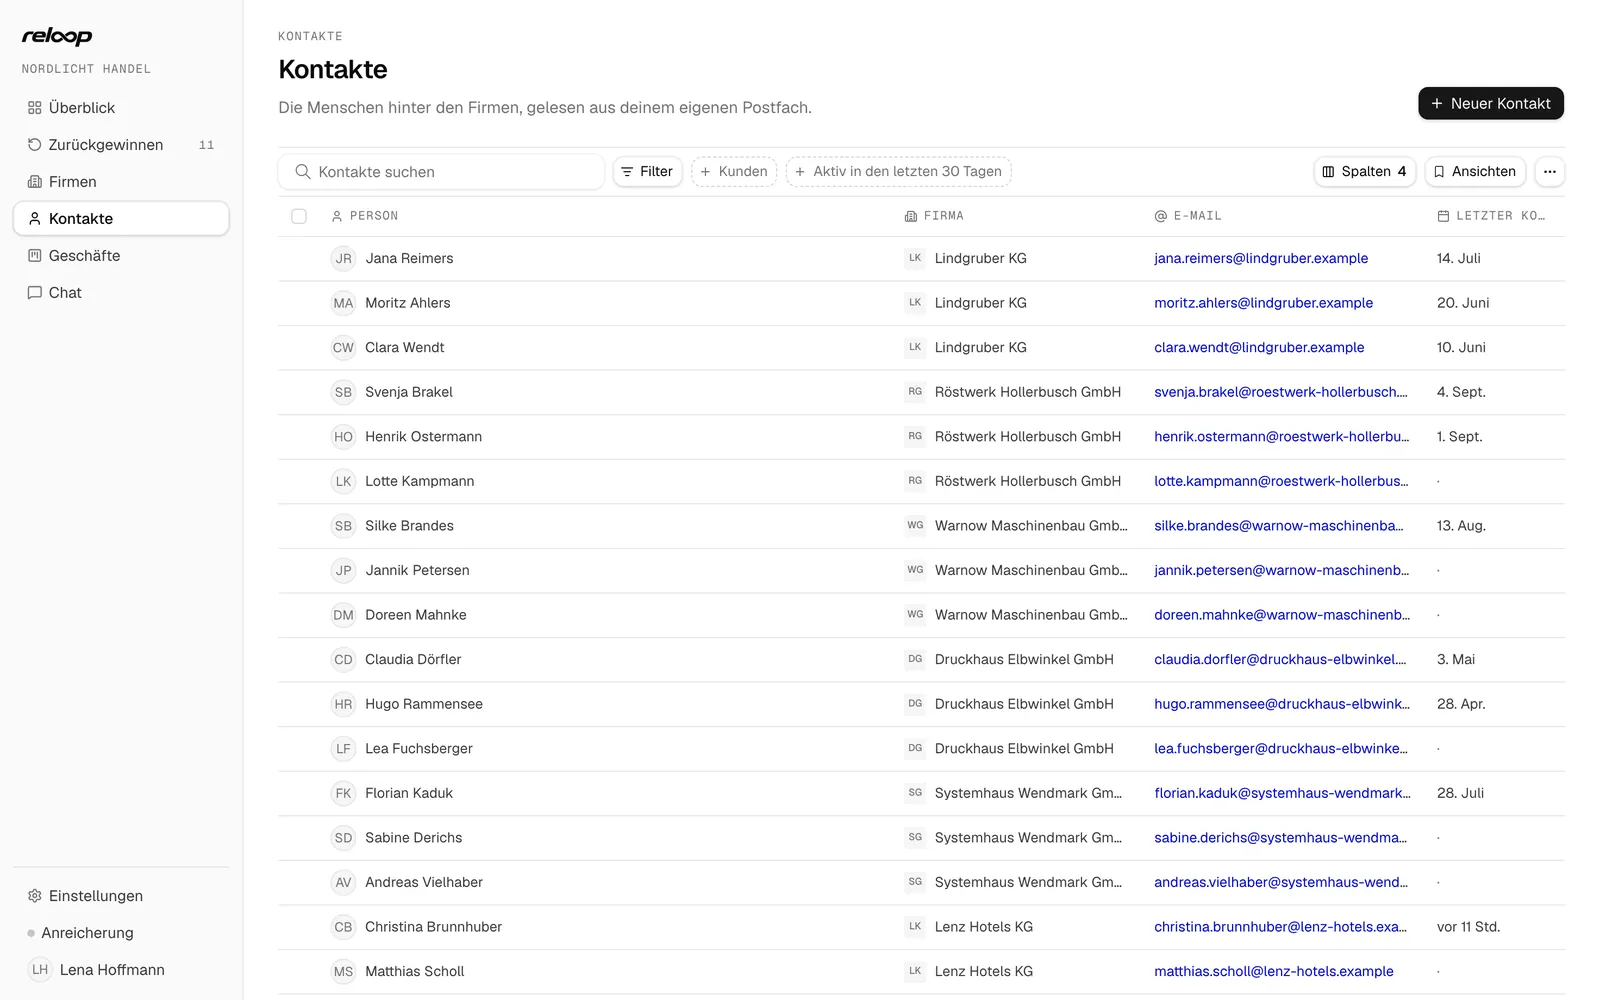 reloop
NORDLICHT HANDEL
Überblick
Zurückgewinnen 11
Firmen
Kontakte
Geschäfte
Chat
Einstellungen
Anreicherung
LH Lena Hoffmann
KONTAKTE
Kontakte
Die Menschen hinter den Firmen, gelesen aus deinem eigenen Postfach.
+ Neuer Kontakt
Kontakte suchen Filter + Kunden + Aktiv in den letzten 30 Tagen Spalten 4 Ansichten ...
PERSON FIRMA E-MAIL LETZTER KO…
JR Jana Reimers LK Lindgruber KG jana.reimers@lindgruber.example 14. Juli
MA Moritz Ahlers LK Lindgruber KG moritz.ahlers@lindgruber.example 20. Juni
CW Clara Wendt LK Lindgruber KG clara.wendt@lindgruber.example 10. Juni
SB Svenja Brakel RG Röstwerk Hollerbusch GmbH svenja.brakel@roestwerk-hollerbusch.… 4. Sept.
HO Henrik Ostermann RG Röstwerk Hollerbusch GmbH henrik.ostermann@roestwerk-hollerbu… 1. Sept.
LK Lotte Kampmann RG Röstwerk Hollerbusch GmbH lotte.kampmann@roestwerk-hollerbus… ·
SB Silke Brandes WG Warnow Maschinenbau Gmb… silke.brandes@warnow-maschinenba… 13. Aug.
JP Jannik Petersen WG Warnow Maschinenbau Gmb… jannik.petersen@warnow-maschinenb… ·
DM Doreen Mahnke WG Warnow Maschinenbau Gmb… doreen.mahnke@warnow-maschinenb… ·
CD Claudia Dörfler DG Druckhaus Elbwinkel GmbH claudia.dorfler@druckhaus-elbwinkel.… 3. Mai
HR Hugo Rammensee DG Druckhaus Elbwinkel GmbH hugo.rammensee@druckhaus-elbwink… 28. Apr.
LF Lea Fuchsberger DG Druckhaus Elbwinkel GmbH lea.fuchsberger@druckhaus-elbwinke… ·
FK Florian Kaduk SG Systemhaus Wendmark Gm… florian.kaduk@systemhaus-wendmark… 28. Juli
SD Sabine Derichs SG Systemhaus Wendmark Gm… sabine.derichs@systemhaus-wendma… ·
AV Andreas Vielhaber SG Systemhaus Wendmark Gm… andreas.vielhaber@systemhaus-wend… ·
CB Christina Brunnhuber LK Lenz Hotels KG christina.brunnhuber@lenz-hotels.exa… vor 11 Std.
MS Matthias Scholl LK Lenz Hotels KG matthias.scholl@lenz-hotels.example ·